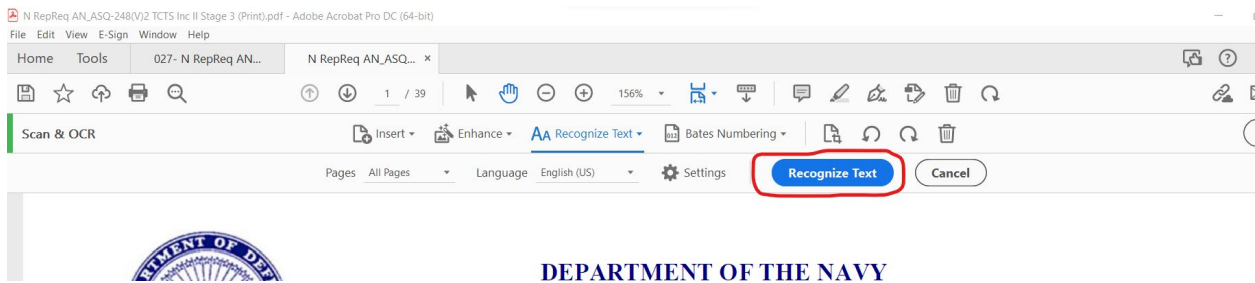 N RepReq AN_ASQ-248(V)2 TCTS Inc II Stage 3 (Print).pdf - Adobe Acrobat Pro DC (64-bit)
File Edit View E-Sign Window Help
Home Tools 027- N RepReq AN... N RepReq AN_ASQ... ×
1 / 39 156%
Scan & OCR Insert Enhance Recognize Text Bates Numbering
Pages All Pages Language English (US) Settings Recognize Text Cancel
DEPARTMENT OF THE NAVY